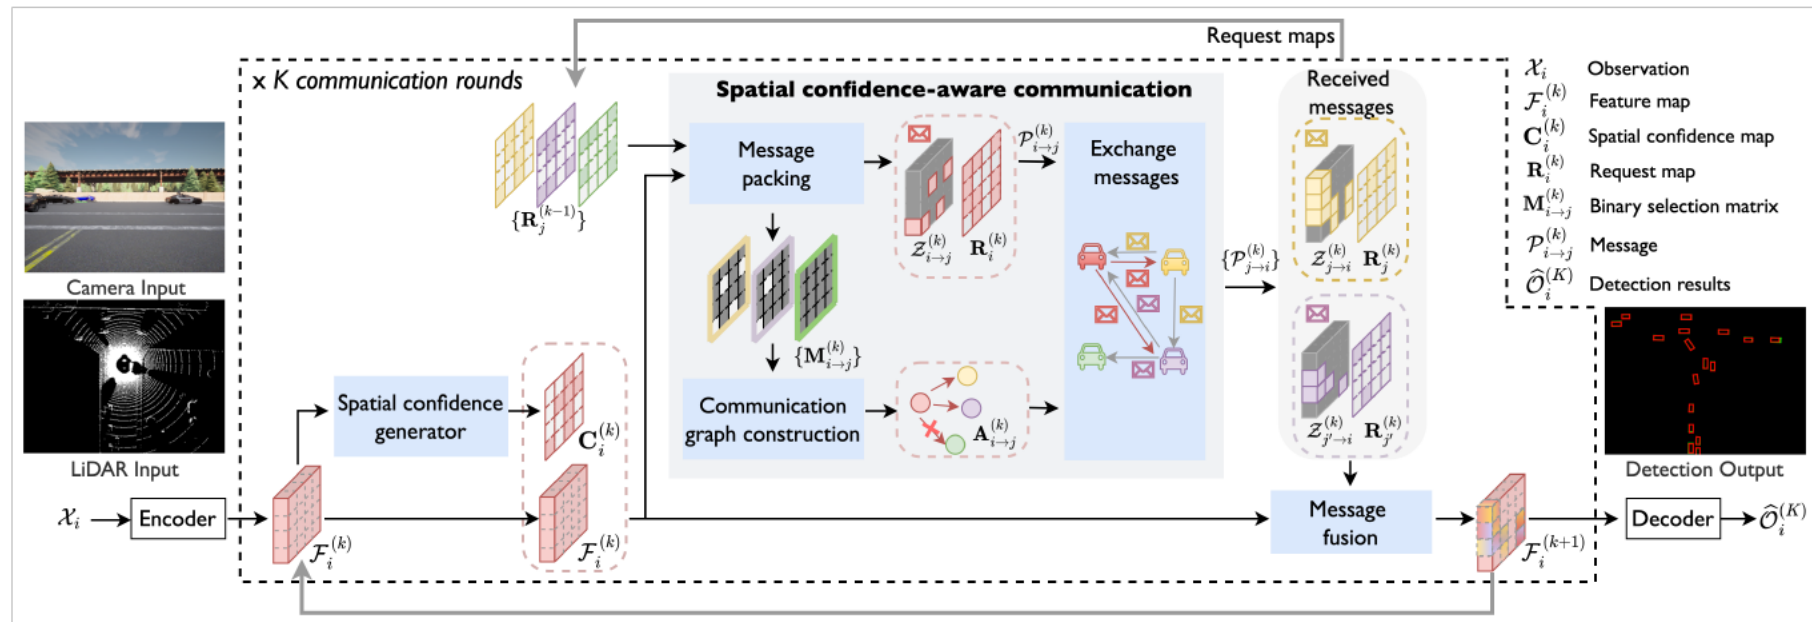 Request maps
x K communication rounds
Spatial confidence-aware communication
Received
messages
Message
packing
Exchange
messages
{R_j^{(k-1)}}
Z_{i→j}^{(k)}
R_i^{(k)}
P_{i→j}^{(k)}
{M_{i→j}^{(k)}}
{P_{j→i}^{(k)}}
Z_{j→i}^{(k)}
R_j^{(k)}
Z_{j'→i}^{(k)}
R_{j'}^{(k)}
Communication
graph construction
A_{i→j}^{(k)}
Camera Input
LiDAR Input
Spatial confidence
generator
C_i^{(k)}
𝒳_i
Encoder
F_i^{(k)}
F_i^{(k)}
Message
fusion
F_i^{(k+1)}
Decoder
Ô_i^{(K)}
Detection Output
𝒳_i Observation
F_i^{(k)} Feature map
C_i^{(k)} Spatial confidence map
R_i^{(k)} Request map
M_{i→j}^{(k)} Binary selection matrix
P_{i→j}^{(k)} Message
Ô_i^{(K)} Detection results